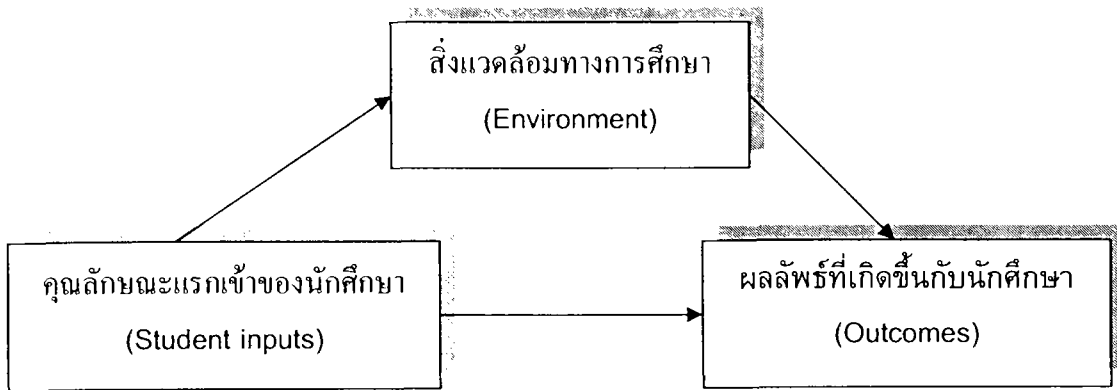 สิ่งแวดล้อมทางการศึกษา
(Environment)
คุณลักษณะแรกเข้าของนักศึกษา
(Student inputs)
ผลลัพธ์ที่เกิดขึ้นกับนักศึกษา
(Outcomes)